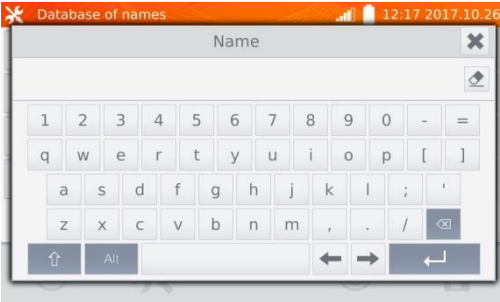 Database of names 12:17 2017.10.26
Name
1 2 3 4 5 6 7 8 9 0 - =
q w e r t y u i o p [ ]
a s d f g h j k l ; '
z x c v b n m , . /
Alt